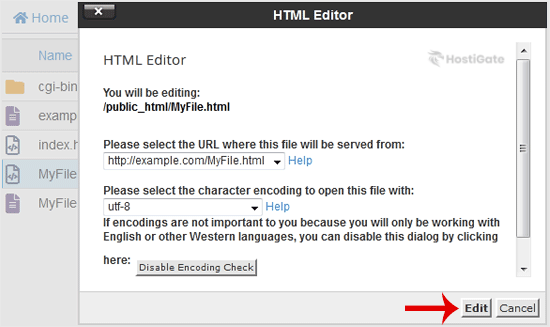 HTML Editor
Home
Name
cgi-bin
examp
index.h
MyFile
MyFile
HTML Editor
HostiGate
You will be editing:
/public_html/MyFile.html
Please select the URL where this file will be served from:
http://example.com/MyFile.html Help
Please select the character encoding to open this file with:
utf-8 Help
If encodings are not important to you because you will only be working with
English or other Western languages, you can disable this dialog by clicking
here: Disable Encoding Check
Edit Cancel